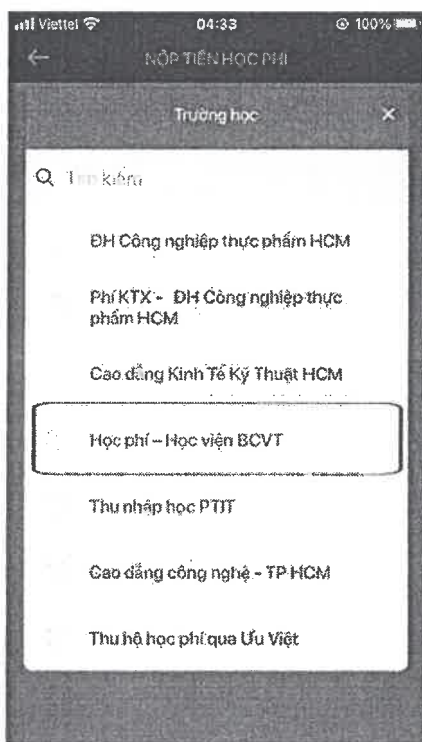 Viettel 04:33 100%
NỘP TIỀN HỌC PHÍ
Trường học
Tìm kiếm
ĐH Công nghiệp thực phẩm HCM
Phí KTX - ĐH Công nghiệp thực
phẩm HCM
Cao đẳng Kinh Tế Kỹ Thuật HCM
Học phí – Học viện BCVT
Thu nhập học PTIT
Cao đẳng công nghệ - TP HCM
Thu hộ học phí qua Ưu Việt